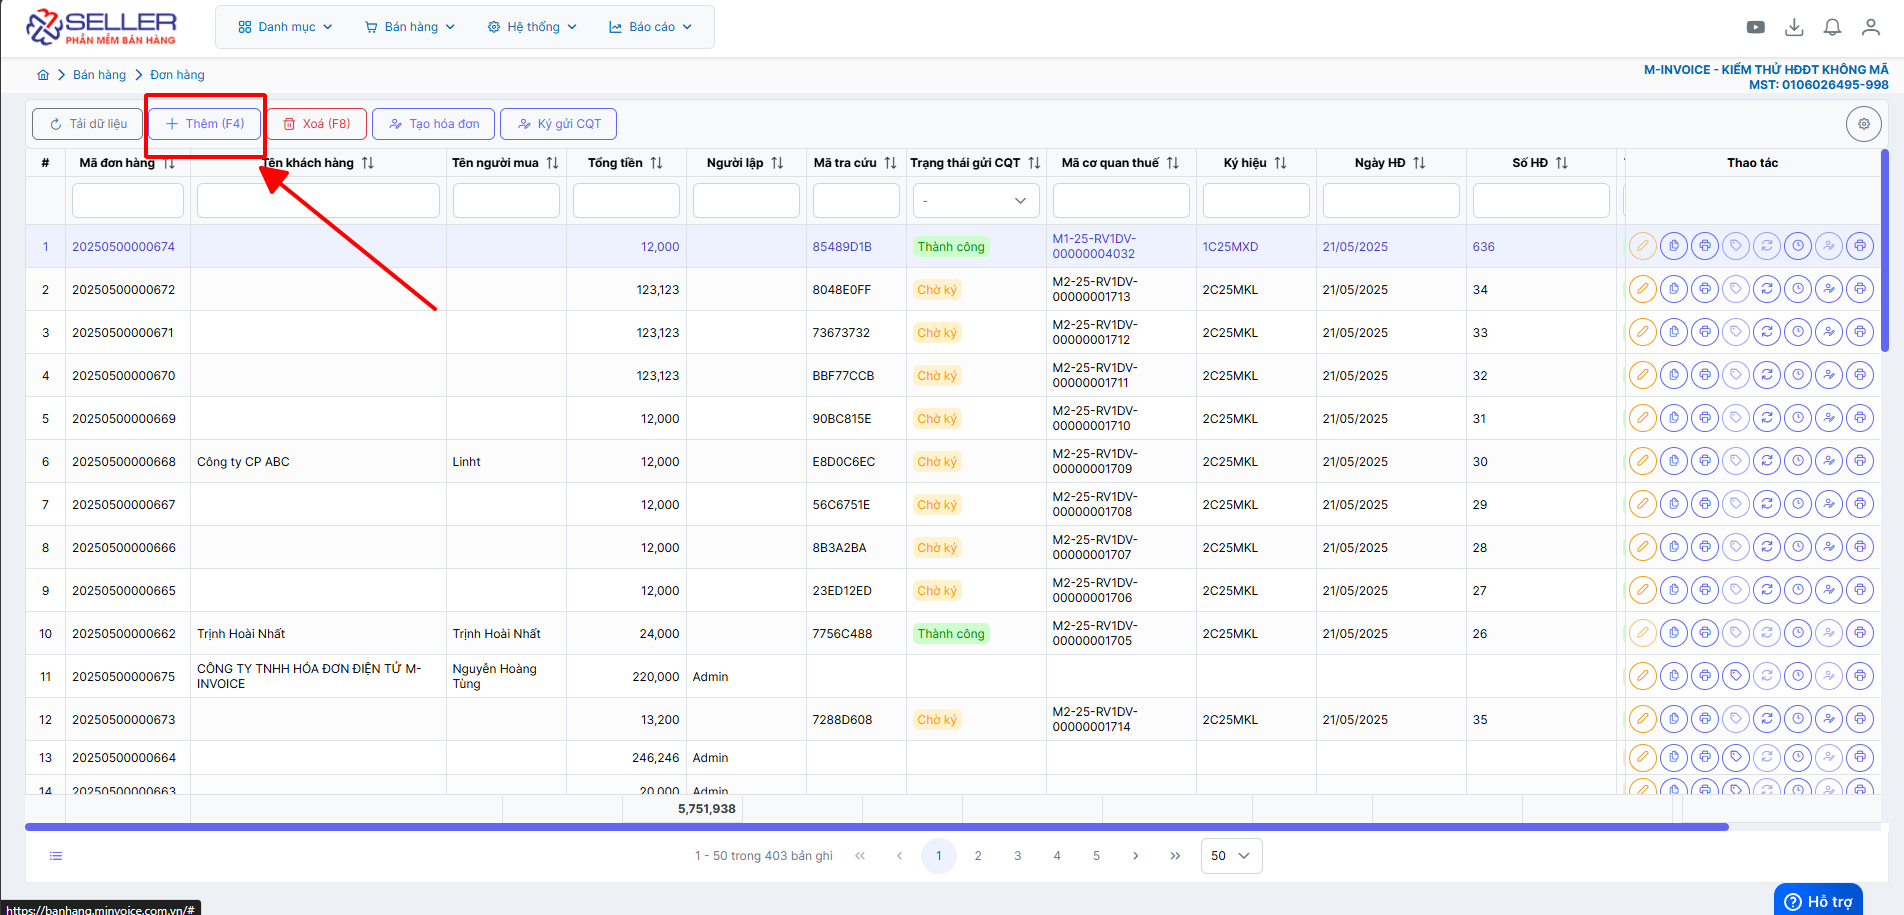 SELLER
PHẦN MỀM BÁN HÀNG
Danh mục Bán hàng Hệ thống Báo cáo
Bán hàng Đơn hàng
M-INVOICE - KIỂM THỬ HĐĐT KHÔNG MÃ
MST: 0106026495-998
Tải dữ liệu Thêm (F4) Xoá (F8) Tạo hóa đơn Ký gửi CQT
# Mã đơn hàng Tên khách hàng Tên người mua Tổng tiền Người lập Mã tra cứu Trạng thái gửi CQT Mã cơ quan thuế Ký hiệu Ngày HĐ Số HĐ Thao tác
-
1 20250500000674 12,000 85489D1B Thành công M1-25-RV1DV-00000004032 1C25MXD 21/05/2025 636
2 20250500000672 123,123 8048E0FF Chờ ký M2-25-RV1DV-00000001713 2C25MKL 21/05/2025 34
3 20250500000671 123,123 73673732 Chờ ký M2-25-RV1DV-00000001712 2C25MKL 21/05/2025 33
4 20250500000670 123,123 BBF77CCB Chờ ký M2-25-RV1DV-00000001711 2C25MKL 21/05/2025 32
5 20250500000669 12,000 90BC815E Chờ ký M2-25-RV1DV-00000001710 2C25MKL 21/05/2025 31
6 20250500000668 Công ty CP ABC Linht 12,000 E8D0C6EC Chờ ký M2-25-RV1DV-00000001709 2C25MKL 21/05/2025 30
7 20250500000667 12,000 56C6751E Chờ ký M2-25-RV1DV-00000001708 2C25MKL 21/05/2025 29
8 20250500000666 12,000 8B3A2BA Chờ ký M2-25-RV1DV-00000001707 2C25MKL 21/05/2025 28
9 20250500000665 12,000 23ED12ED Chờ ký M2-25-RV1DV-00000001706 2C25MKL 21/05/2025 27
10 20250500000662 Trịnh Hoài Nhất Trịnh Hoài Nhất 24,000 7756C488 Thành công M2-25-RV1DV-00000001705 2C25MKL 21/05/2025 26
11 20250500000675 CÔNG TY TNHH HÓA ĐƠN ĐIỆN TỬ M-INVOICE Nguyễn Hoàng Tùng 220,000 Admin
12 20250500000673 13,200 7288D608 Chờ ký M2-25-RV1DV-00000001714 2C25MKL 21/05/2025 35
13 20250500000664 246,246 Admin
14 20250500000663 20,000 Admin
5,751,938
1 - 50 trong 403 bản ghi « ‹ 1 2 3 4 5 › » 50
https://banhang.minvoice.com.vn/#
Hỗ trợ